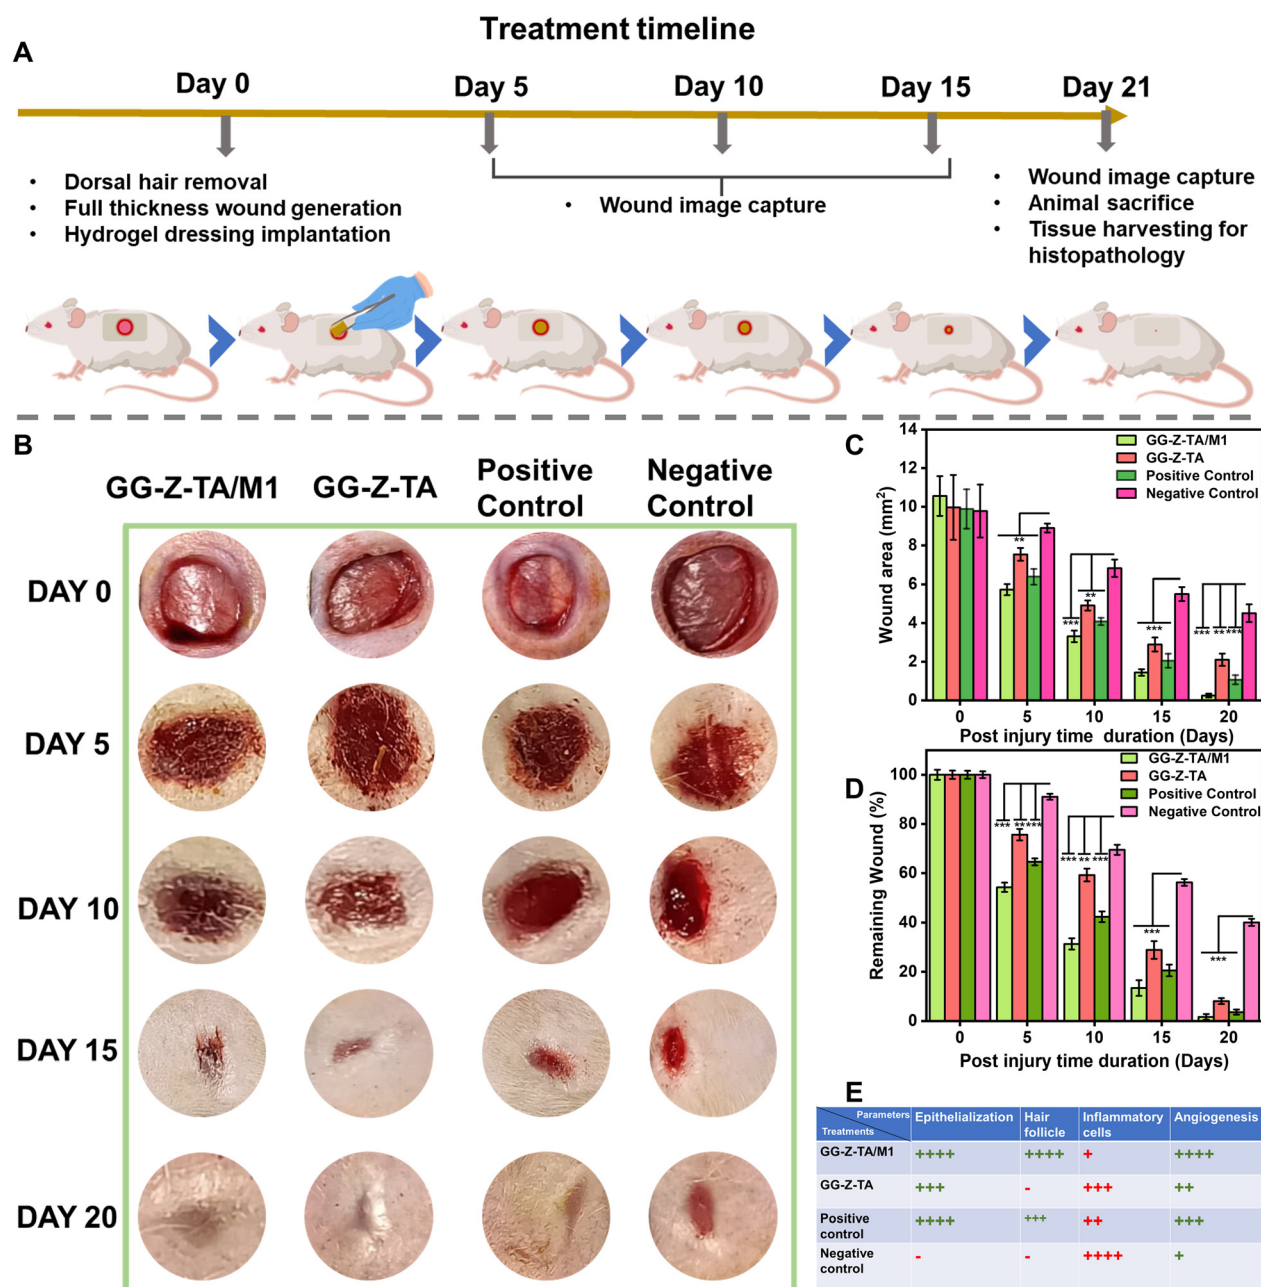 Treatment timeline
A
Day 0
Day 5
Day 10
Day 15
Day 21
• Dorsal hair removal
• Full thickness wound generation
• Hydrogel dressing implantation
• Wound image capture
• Wound image capture
• Animal sacrifice
• Tissue harvesting for
histopathology
B
GG-Z-TA/M1
GG-Z-TA
Positive
Control
Negative
Control
DAY 0
DAY 5
DAY 10
DAY 15
DAY 20
C
Wound area (mm²)
14
12
10
8
6
4
2
0
GG-Z-TA/M1
GG-Z-TA
Positive Control
Negative Control
**
*** **
***
*** ** ***
0 5 10 15 20
Post injury time duration (Days)
D
Remaining Wound (%)
100
80
60
40
20
0
GG-Z-TA/M1
GG-Z-TA
Positive Control
Negative Control
*** ** ***
*** ** ***
***
***
0 5 10 15 20
Post injury time duration (Days)
E
Parameters
Treatments
Epithelialization
Hair
follicle
Inflammatory
cells
Angiogenesis
GG-Z-TA/M1 ++++ ++++ + ++++
GG-Z-TA +++ - +++ ++
Positive
control ++++ +++ ++ +++
Negative
control - - ++++ +